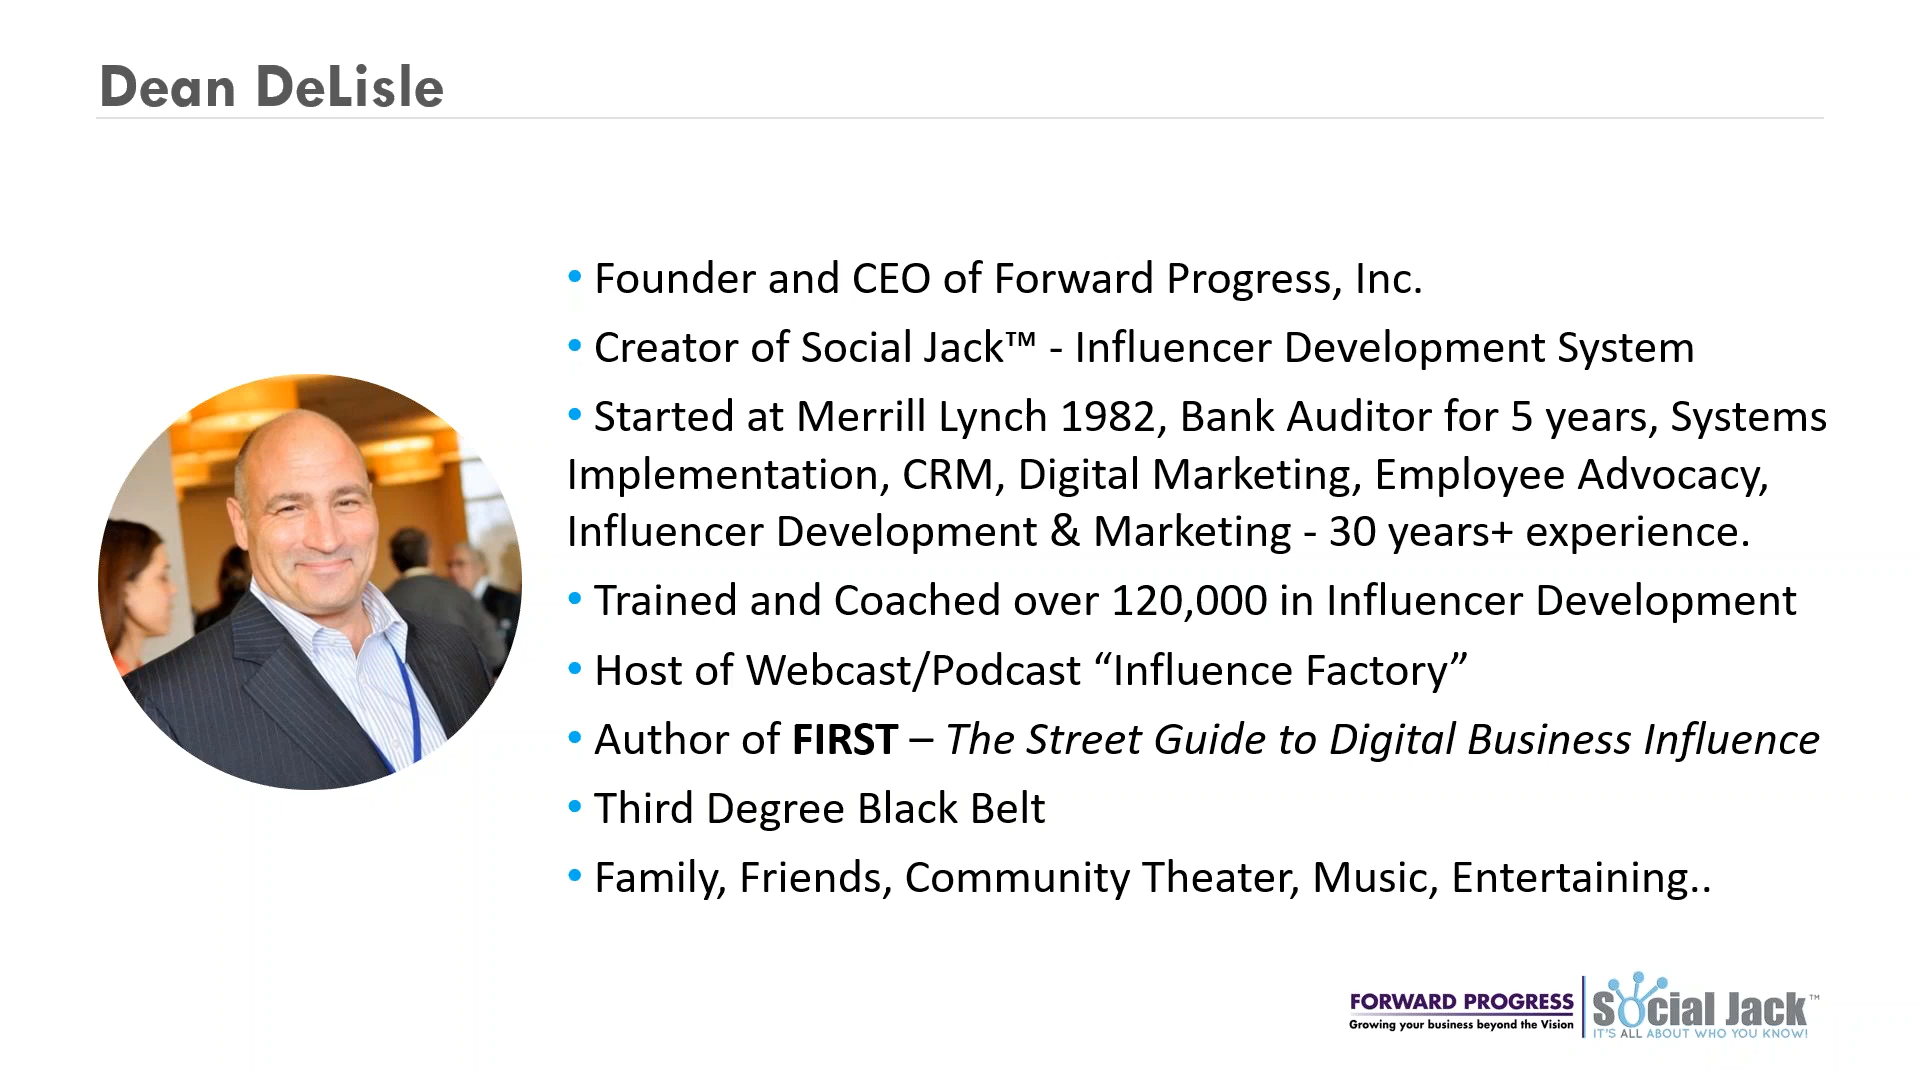 Dean DeLisle
• Founder and CEO of Forward Progress, Inc.
• Creator of Social Jack™ - Influencer Development System
• Started at Merrill Lynch 1982, Bank Auditor for 5 years, Systems
Implementation, CRM, Digital Marketing, Employee Advocacy,
Influencer Development & Marketing - 30 years+ experience.
• Trained and Coached over 120,000 in Influencer Development
• Host of Webcast/Podcast “Influence Factory”
• Author of FIRST – The Street Guide to Digital Business Influence
• Third Degree Black Belt
• Family, Friends, Community Theater, Music, Entertaining..
FORWARD PROGRESS
Growing your business beyond the Vision
Social Jack™
IT'S ALL ABOUT WHO YOU KNOW!